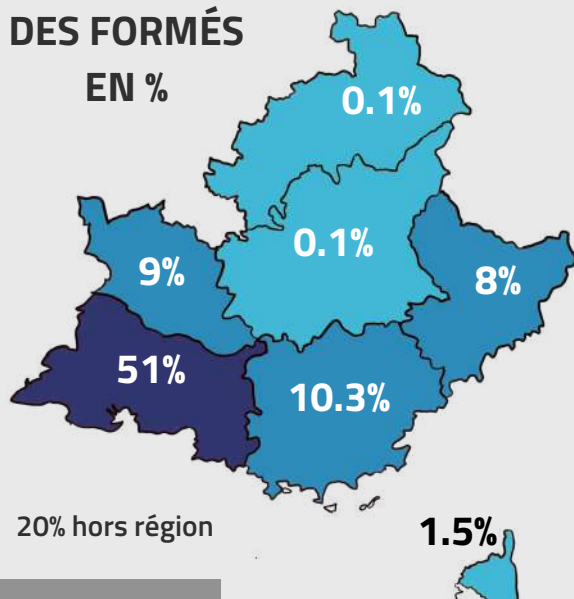 DES FORMÉS
EN %
0.1%
0.1%
9%
8%
51%
10.3%
20% hors région
1.5%